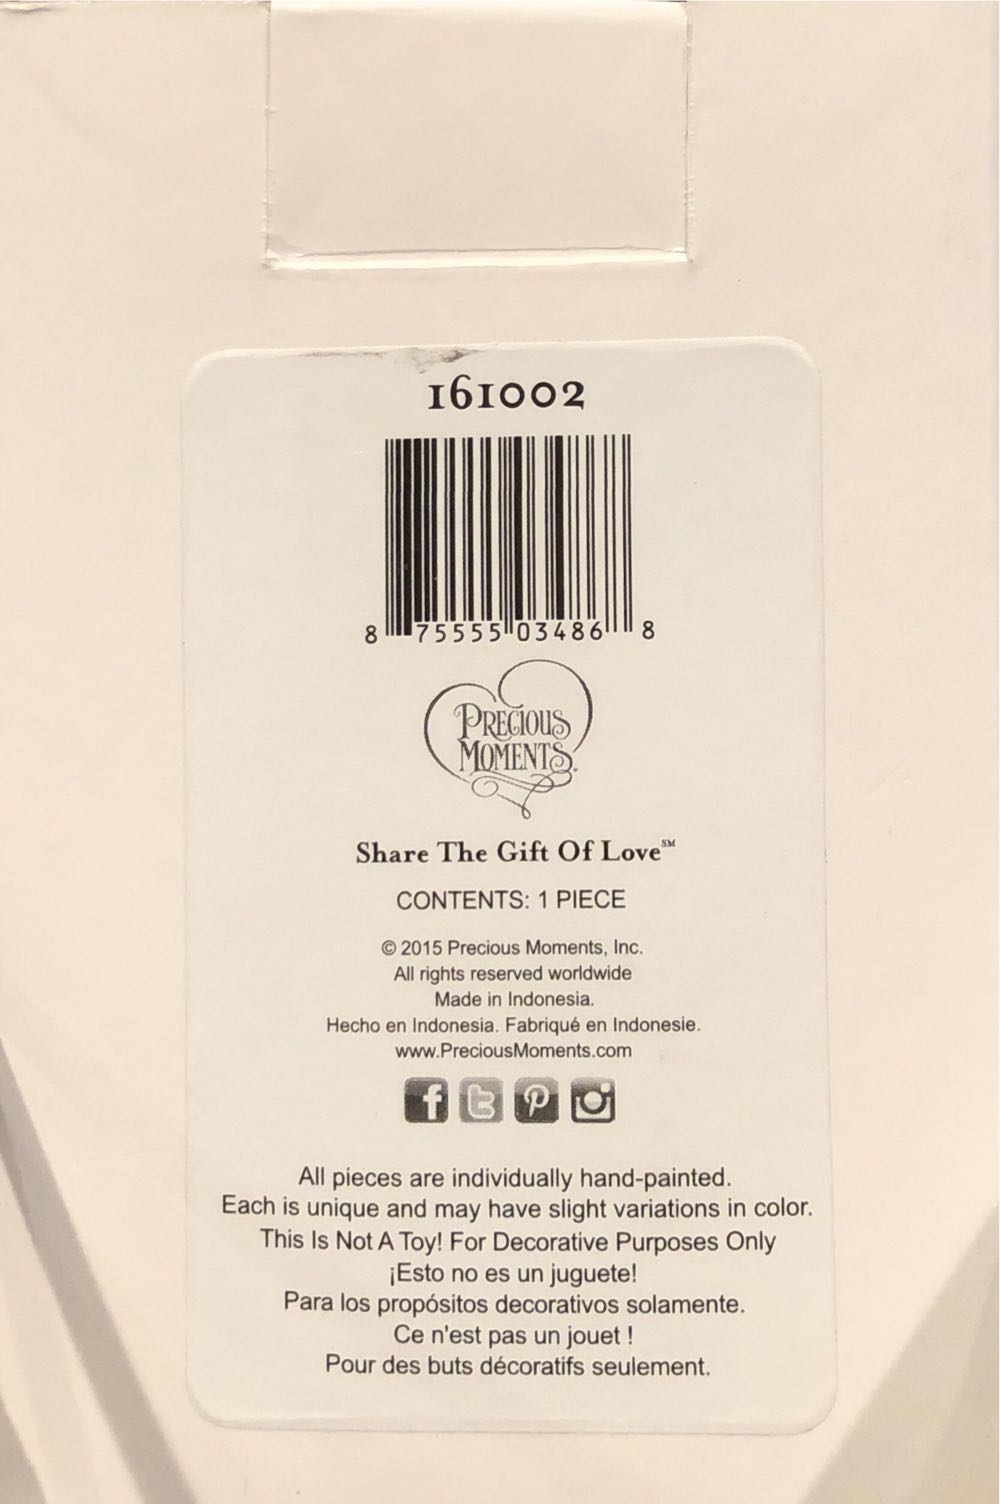 161002
8 75555 03486 8
PRECIOUS
MOMENTS®
Share The Gift Of Love℠
CONTENTS: 1 PIECE
© 2015 Precious Moments, Inc.
All rights reserved worldwide
Made in Indonesia.
Hecho en Indonesia. Fabriqué en Indonesie.
www.PreciousMoments.com
All pieces are individually hand-painted.
Each is unique and may have slight variations in color.
This Is Not A Toy! For Decorative Purposes Only
¡Esto no es un juguete!
Para los propósitos decorativos solamente.
Ce n'est pas un jouet !
Pour des buts décoratifs seulement.